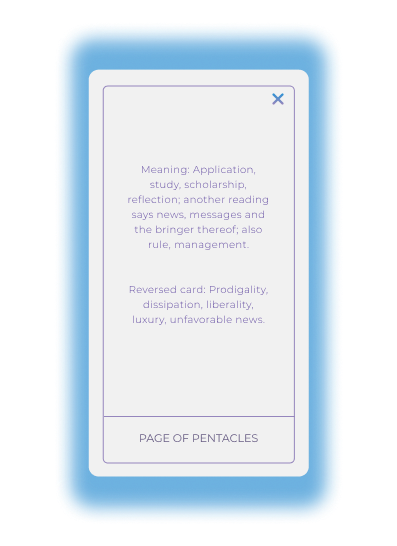 Meaning: Application,
study, scholarship,
reflection; another reading
says news, messages and
the bringer thereof; also
rule, management.
Reversed card: Prodigality,
dissipation, liberality,
luxury, unfavorable news.
PAGE OF PENTACLES